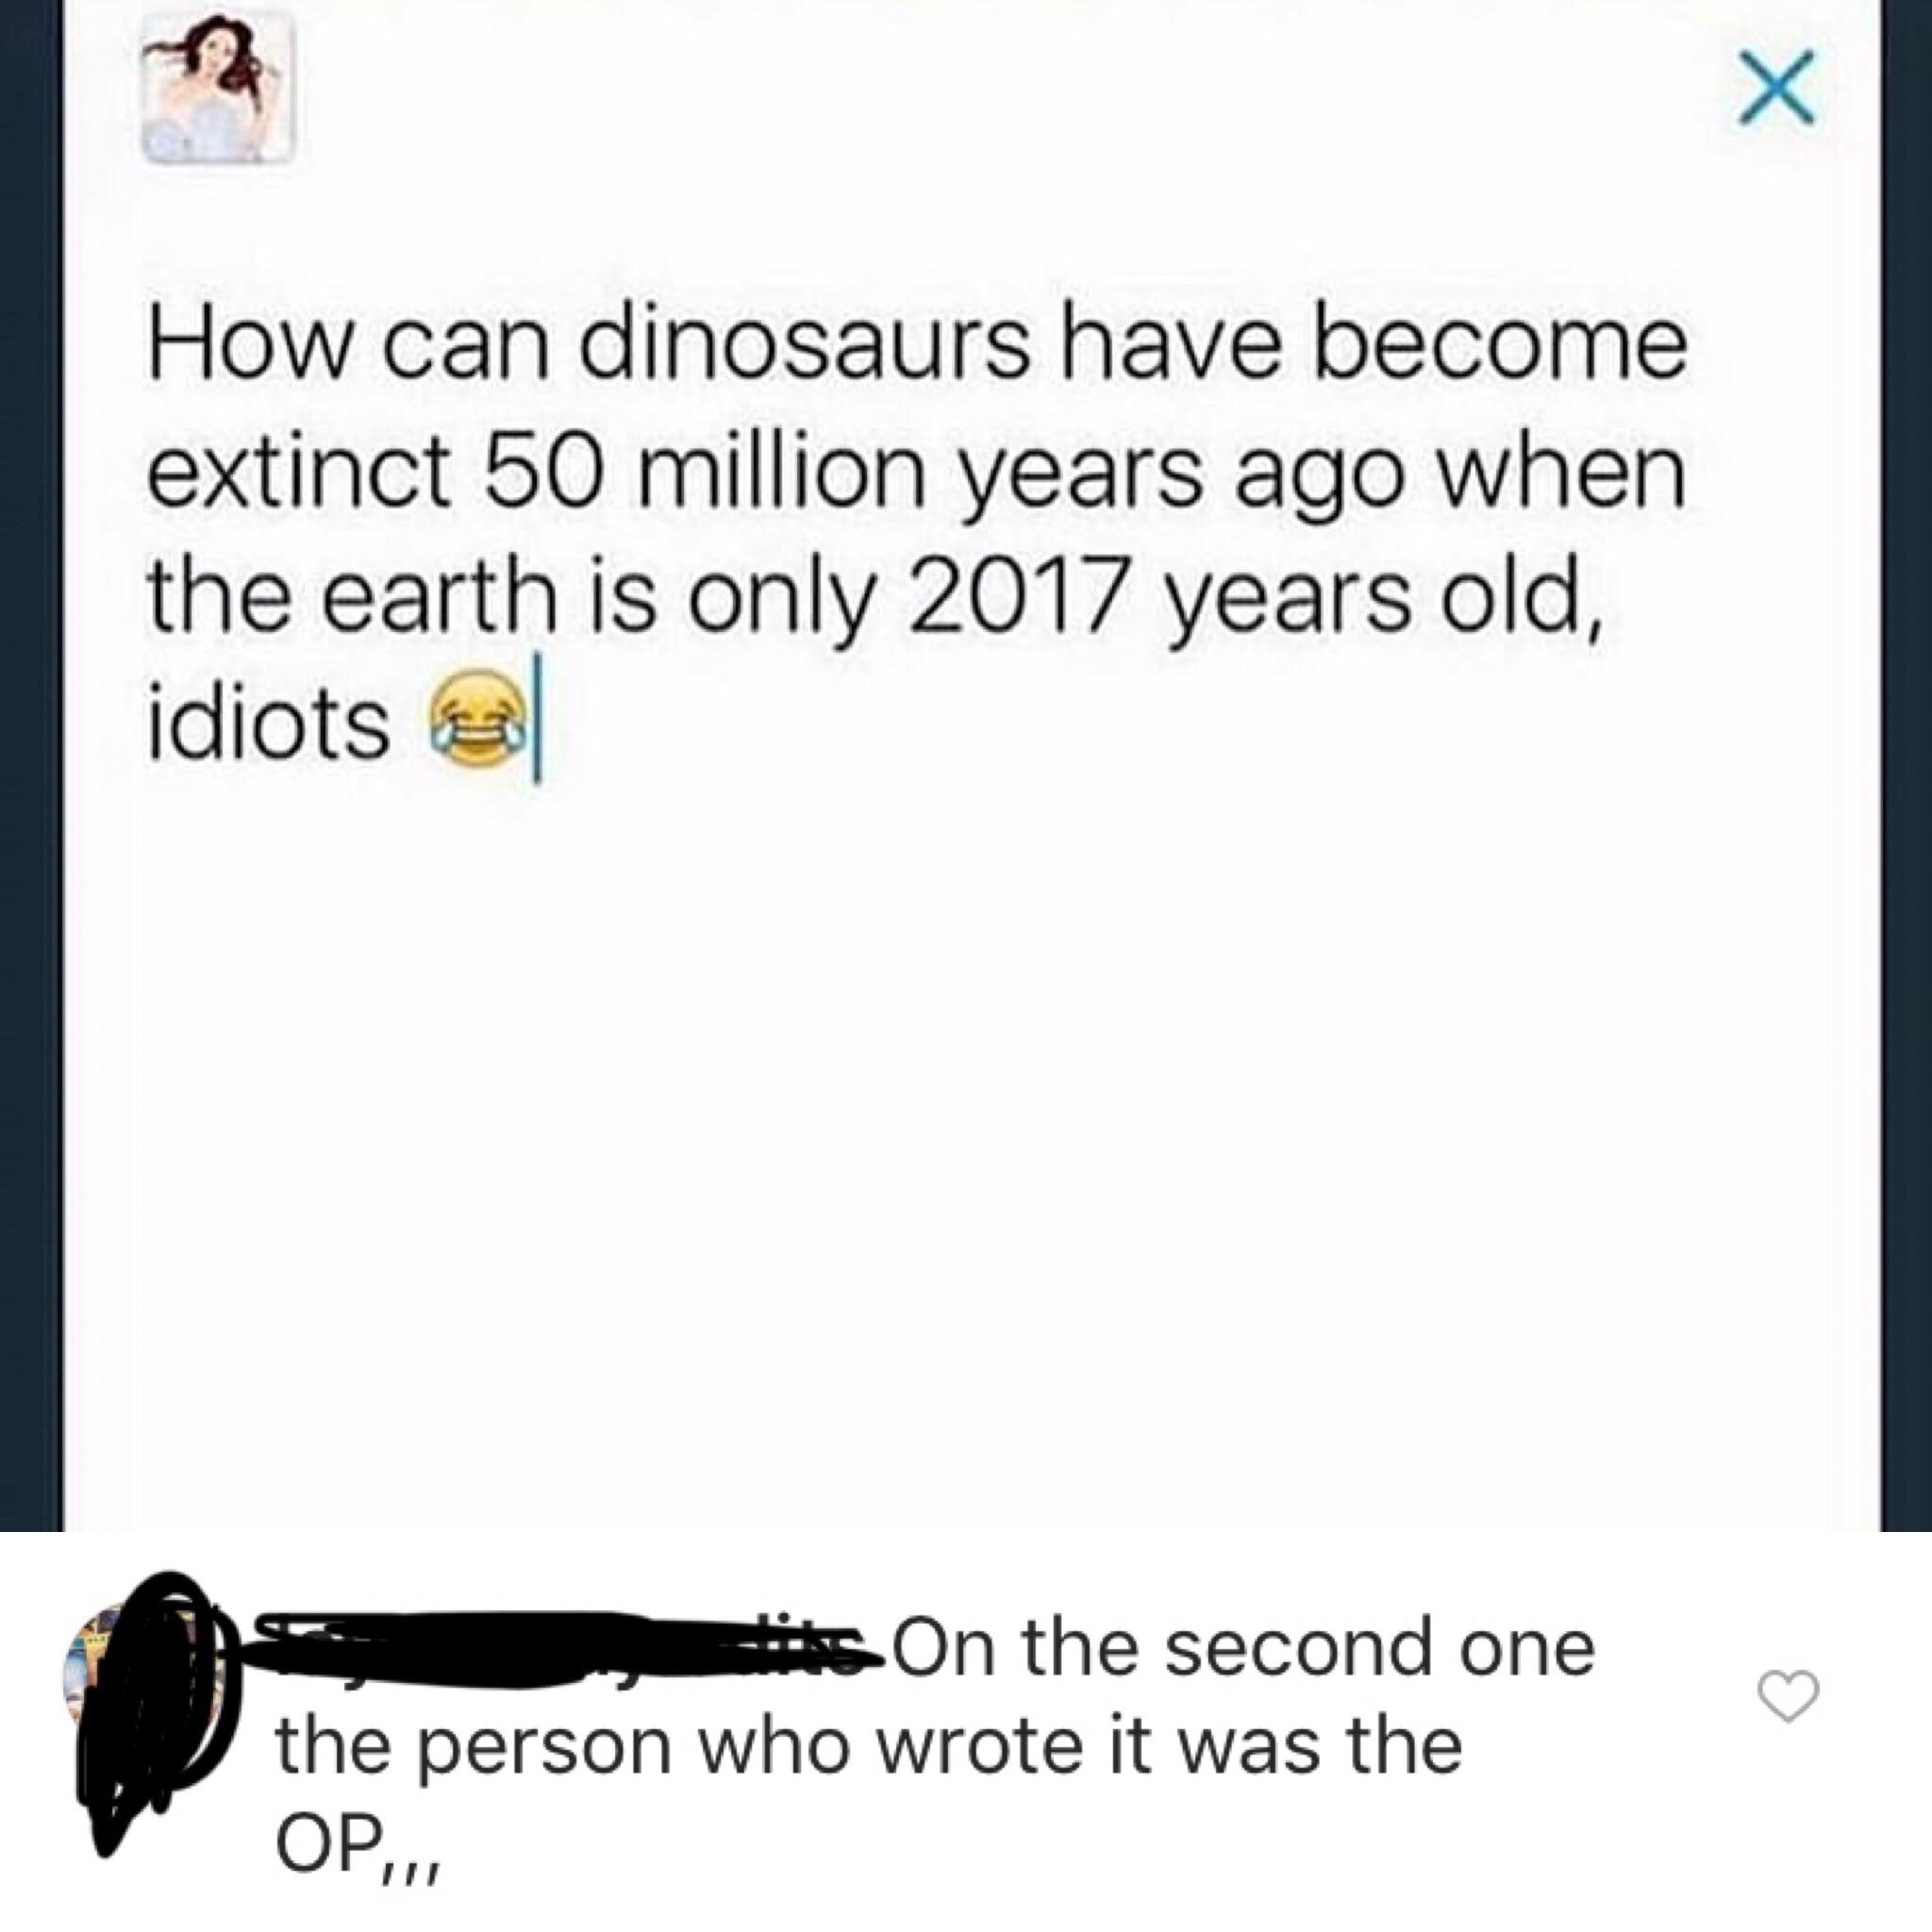 How can dinosaurs have become
extinct 50 million years ago when
the earth is only 2017 years old,
idiots 😂
On the second one
the person who wrote it was the
OP,,,